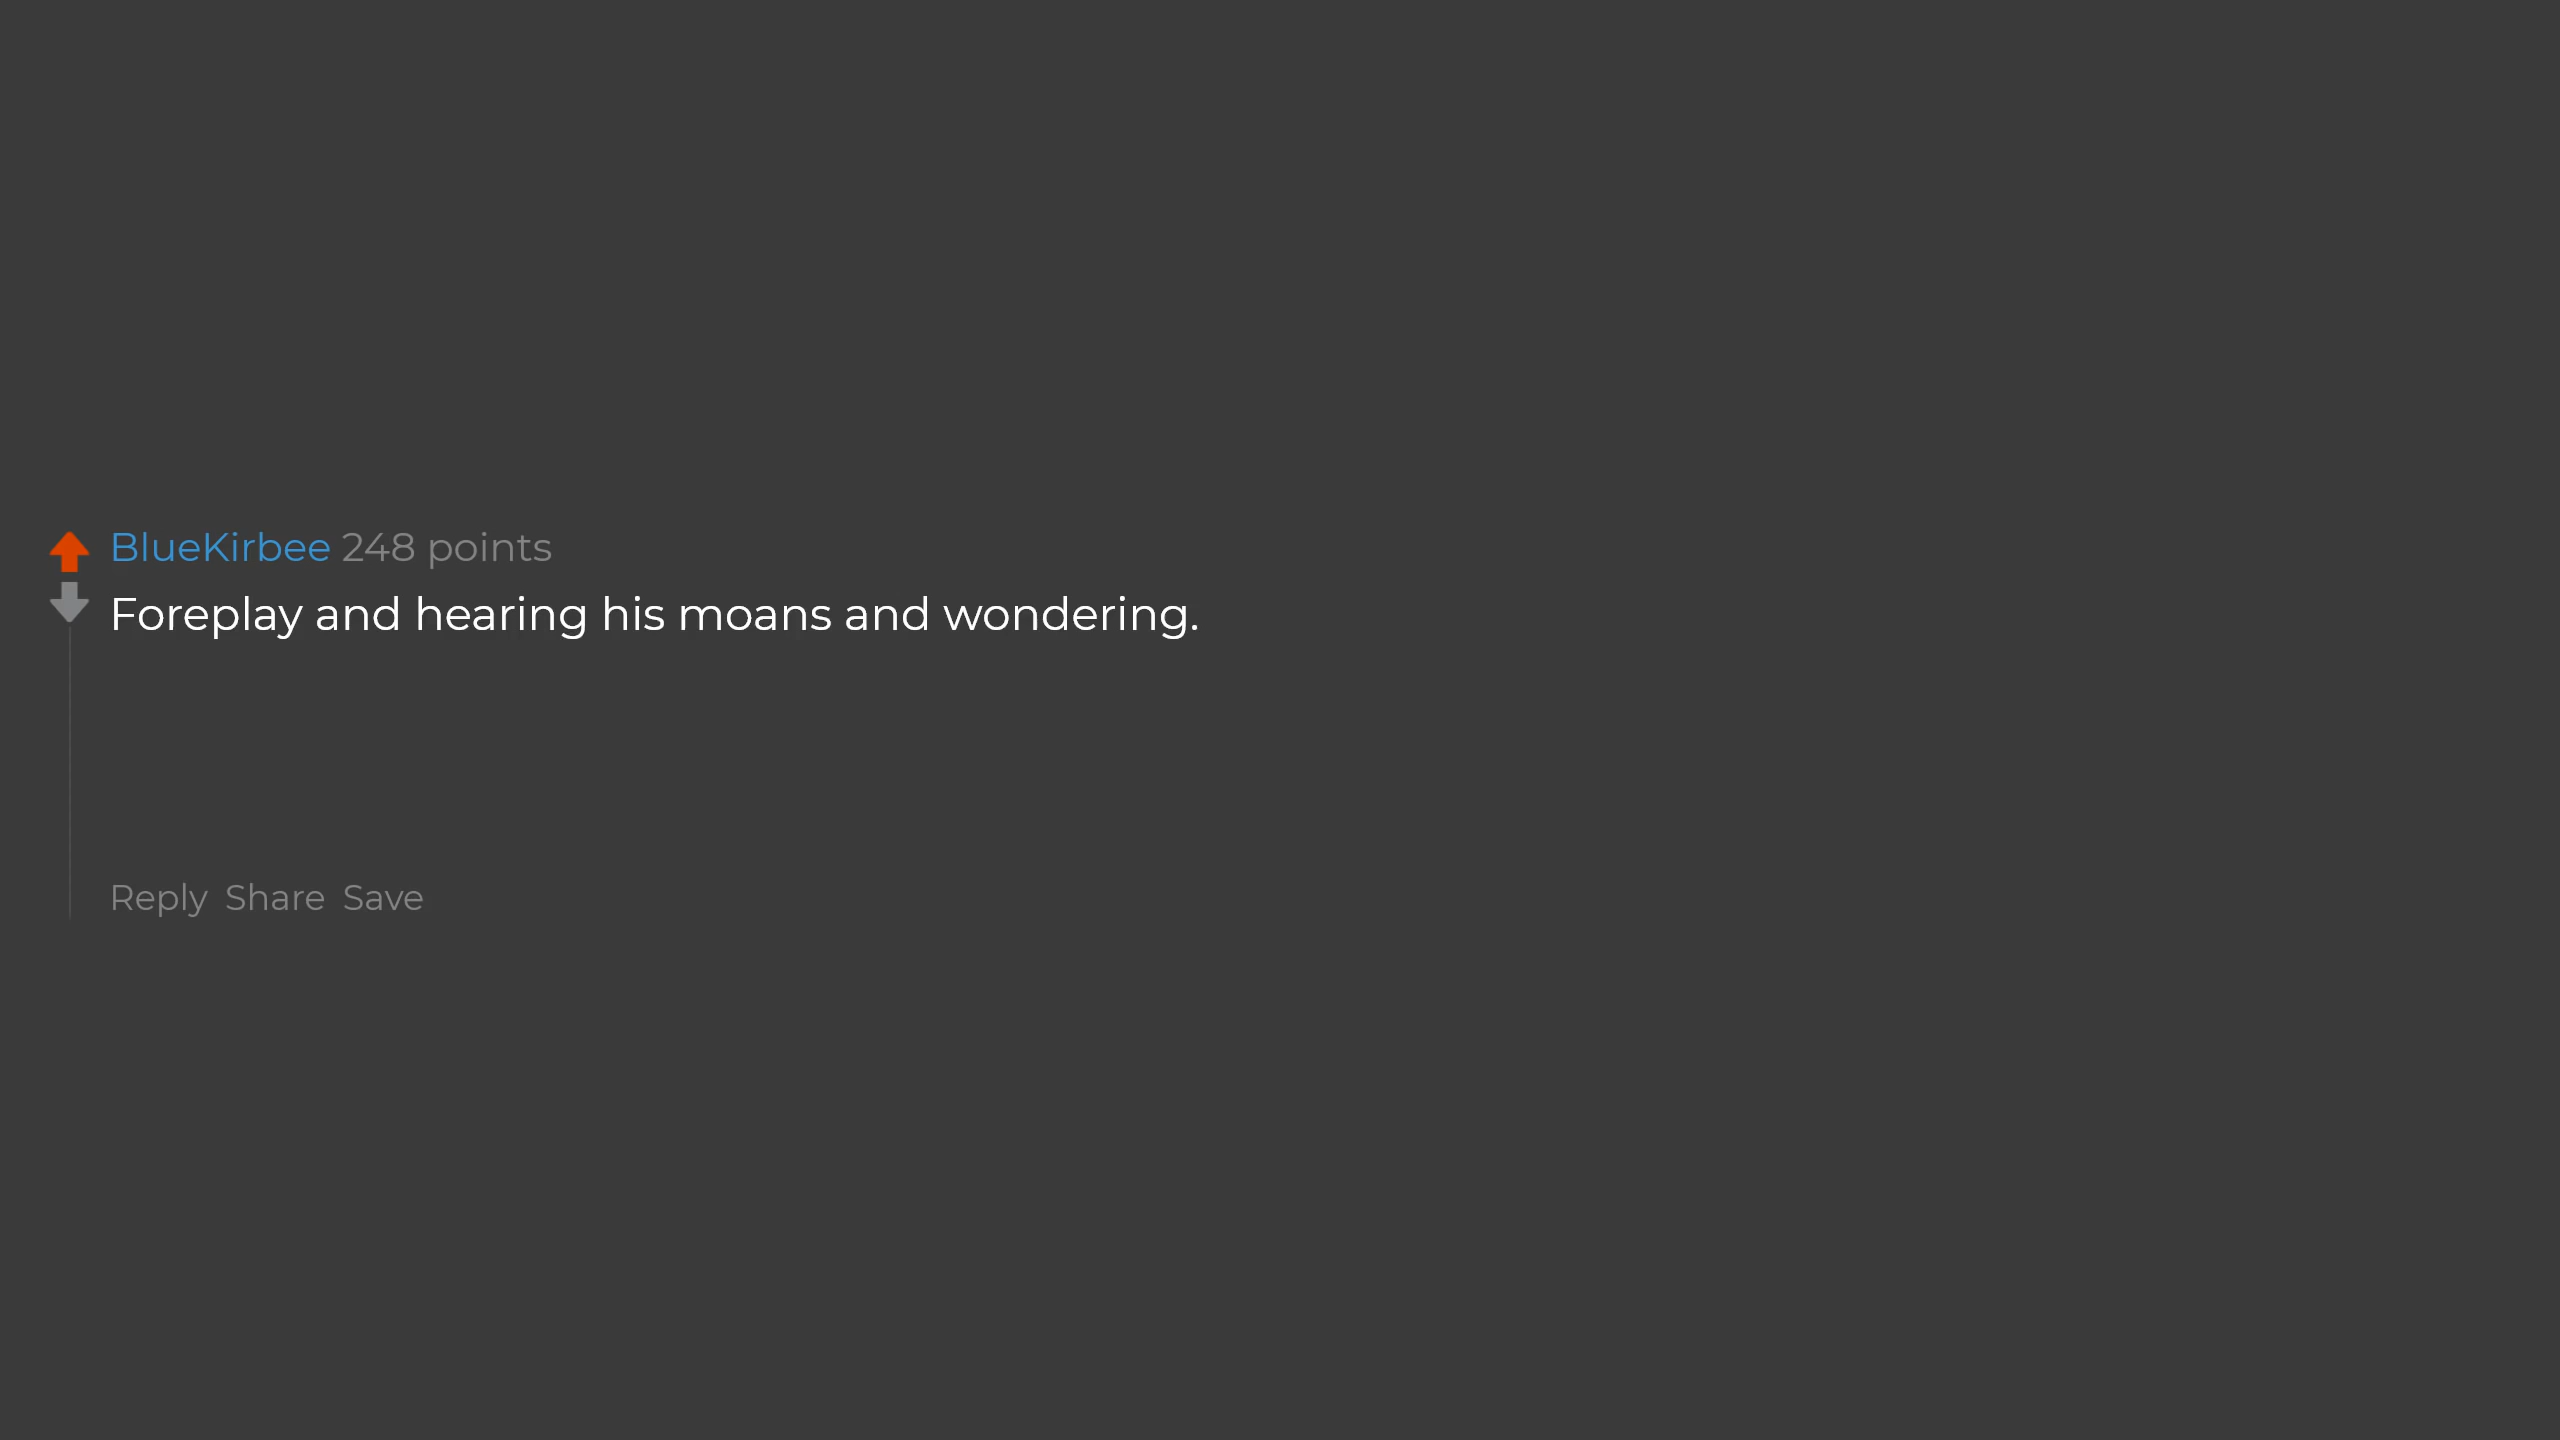 BlueKirbee 248 points
Foreplay and hearing his moans and wondering.
Reply Share Save